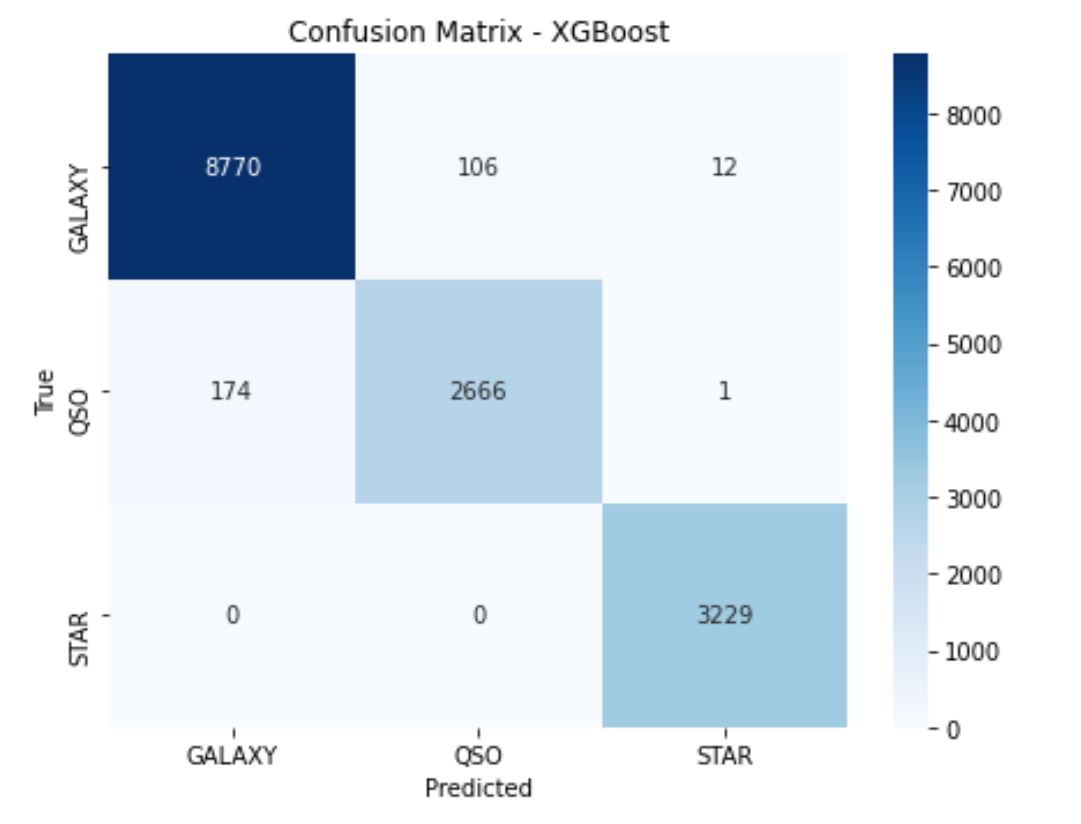 Confusion Matrix - XGBoost
GALAXY
8770
106
12
8000
7000
6000
True
QSO
174
2666
1
5000
4000
3000
STAR
0
0
3229
2000
1000
0
GALAXY
QSO
STAR
Predicted